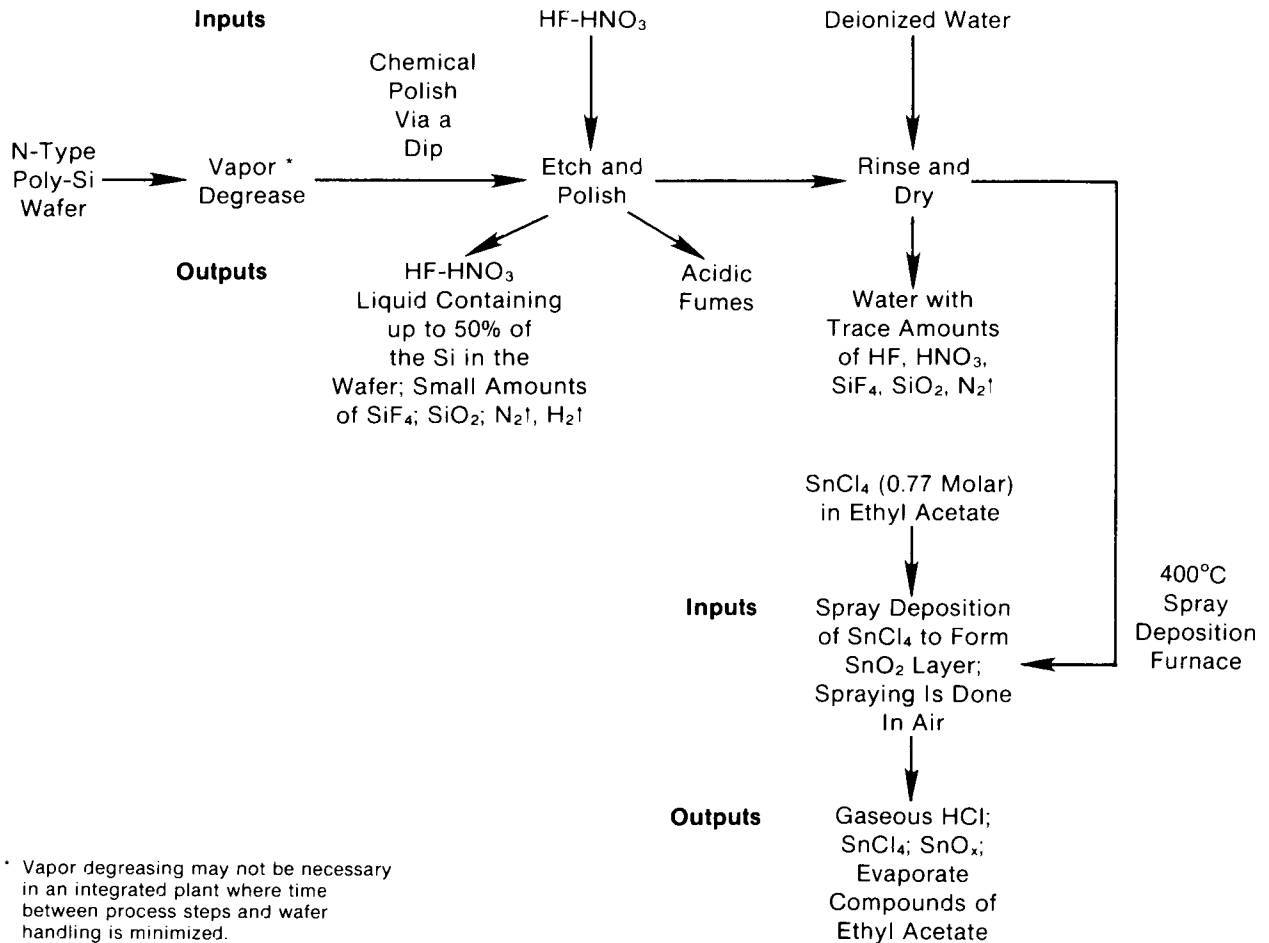 Inputs
HF-HNO₃
Deionized Water
Chemical
Polish
Via a
Dip
N-Type
Poly-Si
Wafer
Vapor *
Degrease
Etch and
Polish
Rinse and
Dry
Outputs
HF-HNO₃
Liquid Containing
up to 50% of
the Si in the
Wafer; Small Amounts
of SiF₄; SiO₂; N₂↑, H₂↑
Acidic
Fumes
Water with
Trace Amounts
of HF, HNO₃,
SiF₄, SiO₂, N₂↑
SnCl₄ (0.77 Molar)
in Ethyl Acetate
400°C
Spray
Deposition
Furnace
Inputs
Spray Deposition
of SnCl₄ to Form
SnO₂ Layer;
Spraying Is Done
In Air
Outputs
Gaseous HCl;
SnCl₄; SnOₓ;
Evaporate
Compounds of
Ethyl Acetate
* Vapor degreasing may not be necessary
in an integrated plant where time
between process steps and wafer
handling is minimized.